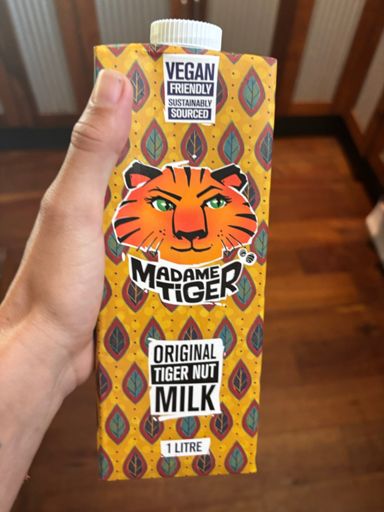 VEGAN
FRIENDLY
SUSTAINABLY
SOURCED
MADAME
TIGER
ORIGINAL
TIGER NUT
MILK
1 LITRE